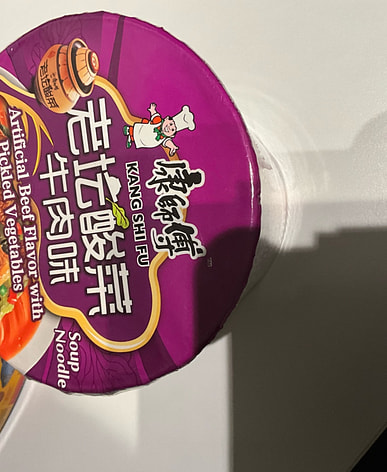 康師傅
KANG SHI FU
老坛酸菜
牛肉味
Artificial Beef Flavor with
Pickled Vegetables
Soup
Noodle
老坛酸菜